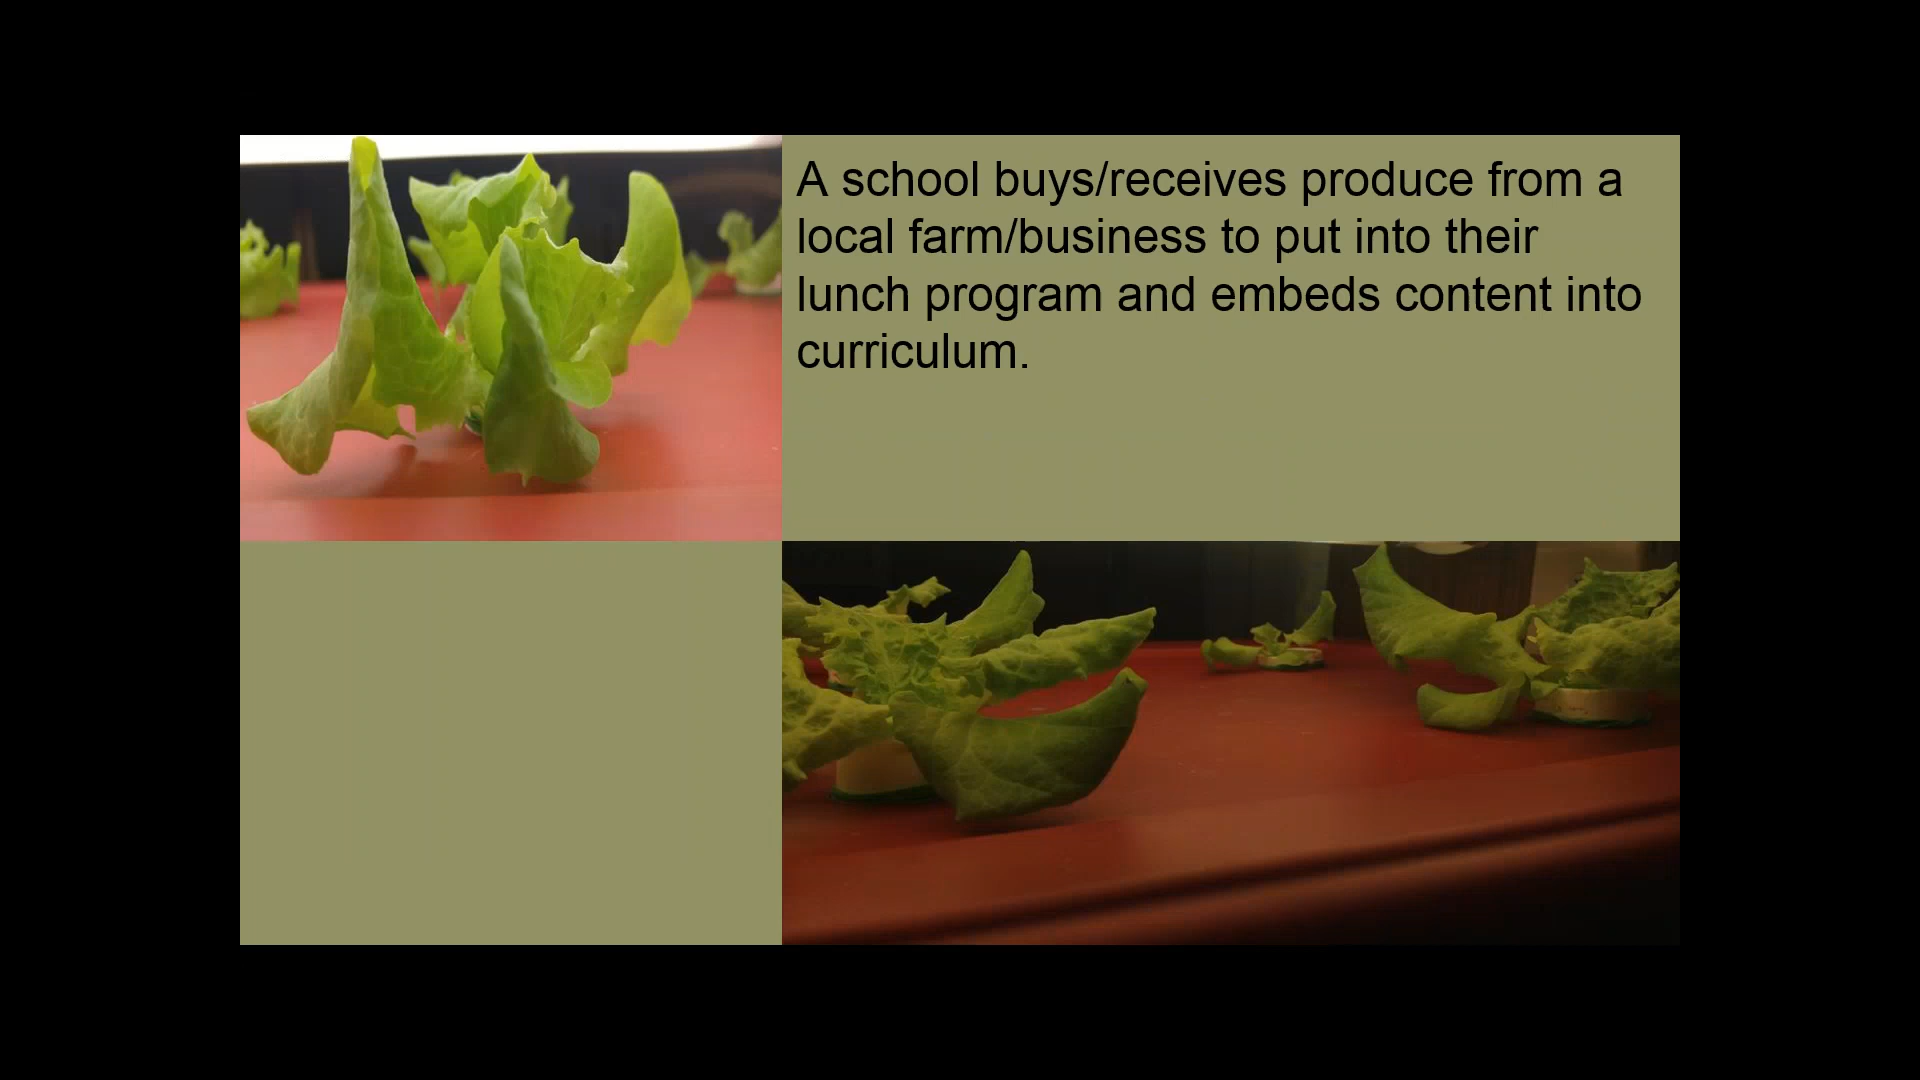 A school buys/receives produce from a
local farm/business to put into their
lunch program and embeds content into
curriculum.